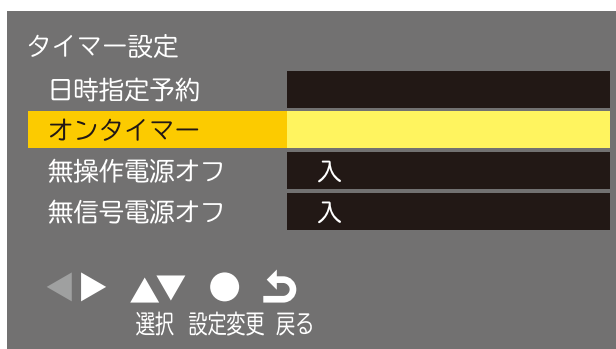 タイマー設定
日時指定予約
オンタイマー
無操作電源オフ 入
無信号電源オフ 入
選択 設定変更 戻る